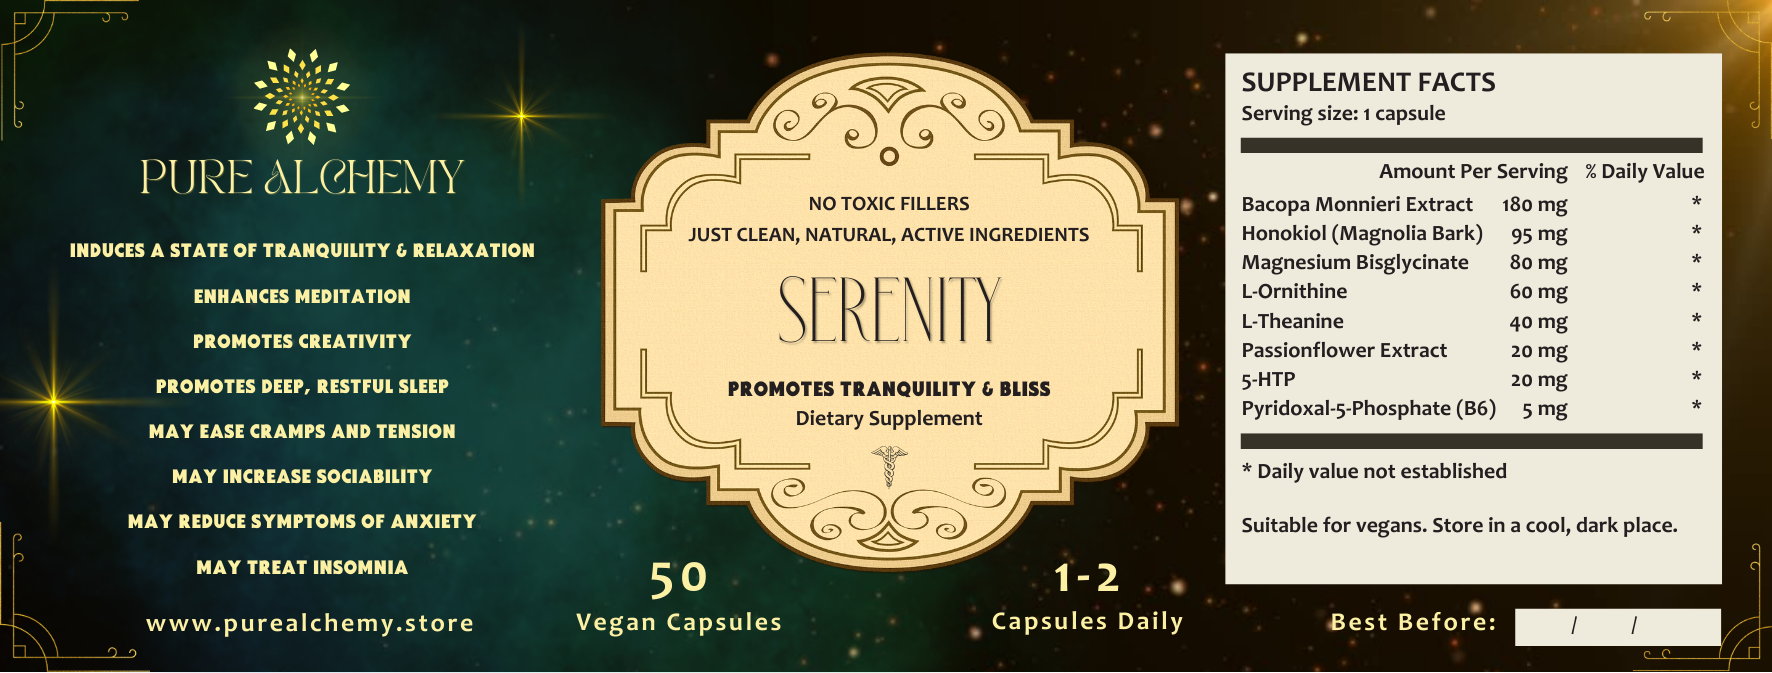 PURE ALCHEMY
INDUCES A STATE OF TRANQUILITY & RELAXATION
ENHANCES MEDITATION
PROMOTES CREATIVITY
PROMOTES DEEP, RESTFUL SLEEP
MAY EASE CRAMPS AND TENSION
MAY INCREASE SOCIABILITY
MAY REDUCE SYMPTOMS OF ANXIETY
MAY TREAT INSOMNIA
www.purealchemy.store
NO TOXIC FILLERS
JUST CLEAN, NATURAL, ACTIVE INGREDIENTS
SERENITY
PROMOTES TRANQUILITY & BLISS
Dietary Supplement
50
Vegan Capsules
1-2
Capsules Daily
SUPPLEMENT FACTS
Serving size: 1 capsule
Amount Per Serving % Daily Value
Bacopa Monnieri Extract 180 mg *
Honokiol (Magnolia Bark) 95 mg *
Magnesium Bisglycinate 80 mg *
L-Ornithine 60 mg *
L-Theanine 40 mg *
Passionflower Extract 20 mg *
5-HTP 20 mg *
Pyridoxal-5-Phosphate (B6) 5 mg *
* Daily value not established
Suitable for vegans. Store in a cool, dark place.
Best Before: / /